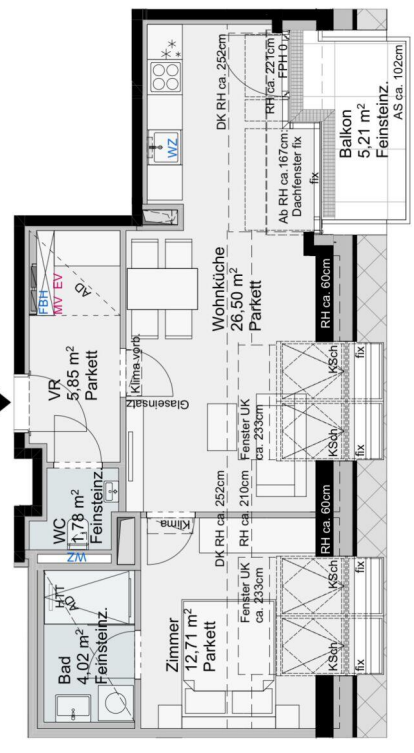 FBH
MV EV
AD
VR
5,85 m²
Parkett
WC
1,78 m²
Feinsteinz.
WZ
HTT
AD
Bad
4,02 m²
Feinsteinz.
Klima vorb.
Glaseinsatz
Klima
Zimmer
12,71 m²
Parkett
DK RH ca. 252cm
RH ca. 210cm
Fenster UK
ca. 233cm
Fenster UK
ca. 233cm
Wohnküche
26,50 m²
Parkett
WZ
DK RH ca. 252cm
RH ca. 221cm
FPH 0
Ab RH ca.167cm:
Dachfenster fix
fix
Balkon
5,21 m²
Feinsteinz.
AS ca. 102cm
RH ca. 60cm
RH ca. 60cm
KSch
KSch
KSch
KSch
fix
fix
fix
fix